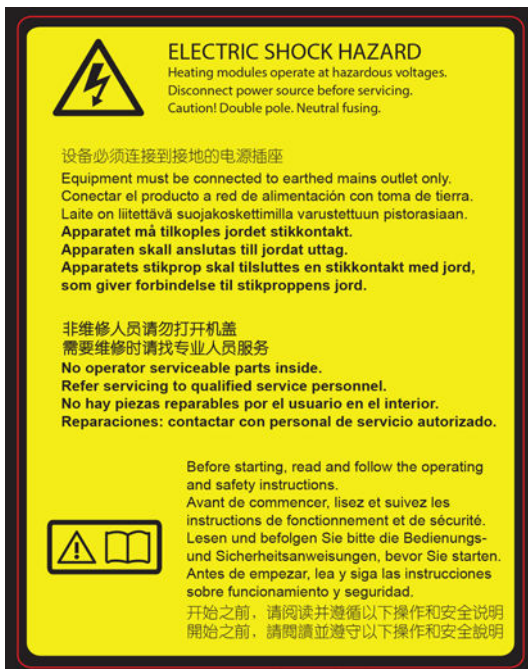 ELECTRIC SHOCK HAZARD
Heating modules operate at hazardous voltages.
Disconnect power source before servicing.
Caution! Double pole. Neutral fusing.
设备必须连接到接地的电源插座
Equipment must be connected to earthed mains outlet only.
Conectar el producto a red de alimentación con toma de tierra.
Laite on liitettävä suojakoskettimilla varustettuun pistorasiaan.
Apparatet må tilkoples jordet stikkontakt.
Apparaten skall anslutas till jordat uttag.
Apparatets stikprop skal tilsluttes en stikkontakt med jord,
som giver forbindelse til stikproppens jord.
非维修人员请勿打开机盖
需要维修时请找专业人员服务
No operator serviceable parts inside.
Refer servicing to qualified service personnel.
No hay piezas reparables por el usuario en el interior.
Reparaciones: contactar con personal de servicio autorizado.
Before starting, read and follow the operating
and safety instructions.
Avant de commencer, lisez et suivez les
instructions de fonctionnement et de sécurité.
Lesen und befolgen Sie bitte die Bedienungs-
und Sicherheitsanweisungen, bevor Sie starten.
Antes de empezar, lea y siga las instrucciones
sobre funcionamiento y seguridad.
开始之前，请阅读并遵循以下操作和安全说明
開始之前，請閱讀並遵守以下操作和安全說明